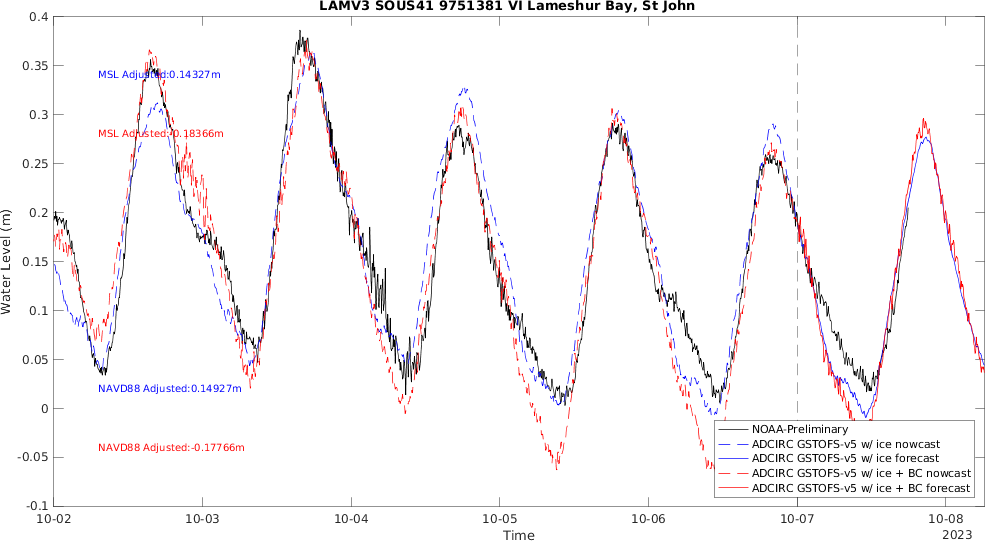 LAMV3 SOUS41 9751381 VI Lameshur Bay, St John
0.4
0.35
0.3
0.25
0.2
0.15
0.1
0.05
0
-0.05
-0.1
Water Level (m)
MSL Adjusted:0.14327m
MSL Adjusted:-0.18366m
NAVD88 Adjusted:0.14927m
NAVD88 Adjusted:-0.17766m
NOAA-Preliminary
ADCIRC GSTOFS-v5 w/ ice nowcast
ADCIRC GSTOFS-v5 w/ ice forecast
ADCIRC GSTOFS-v5 w/ ice + BC nowcast
ADCIRC GSTOFS-v5 w/ ice + BC forecast
10-02 10-03 10-04 10-05 10-06 10-07 10-08
Time
2023